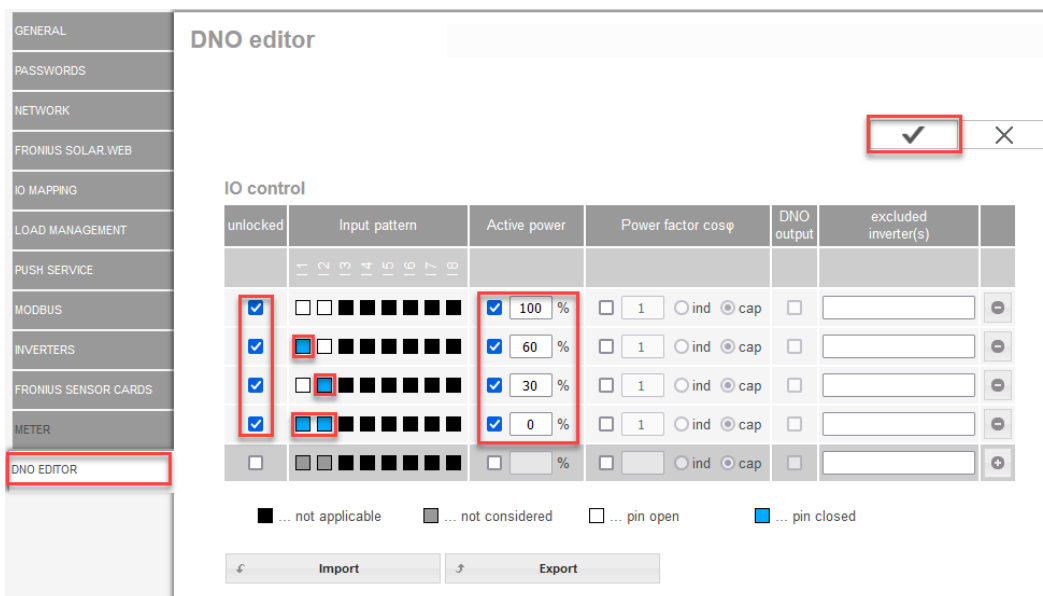 GENERAL
PASSWORDS
NETWORK
FRONIUS SOLAR.WEB
IO MAPPING
LOAD MANAGEMENT
PUSH SERVICE
MODBUS
INVERTERS
FRONIUS SENSOR CARDS
METER
DNO EDITOR
DNO editor
IO control
unlocked Input pattern Active power Power factor cosφ DNO output excluded inverter(s)
I1 I2 I3 I4 I5 I6 I7 I8
100 % 1 ind cap
60 % 1 ind cap
30 % 1 ind cap
0 % 1 ind cap
% ind cap
... not applicable ... not considered ... pin open ... pin closed
Import Export